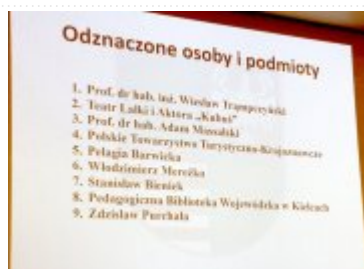 Odznaczone osoby i podmioty
1. Prof. dr hab. inż. Wiesław Trąmpczyński
2. Teatr Lalki i Aktora „Kubuś”
3. Prof. dr hab. Adam Massalski
4. Polskie Towarzystwo Turystyczno-Krajoznawcze
5. Pelagia Barwicka
6. Włodzimierz
7. Stanisław Bieniek
8. Pedagogiczna Biblioteka Wojewódzka w Kielcach
9. Zdzisław Purchała